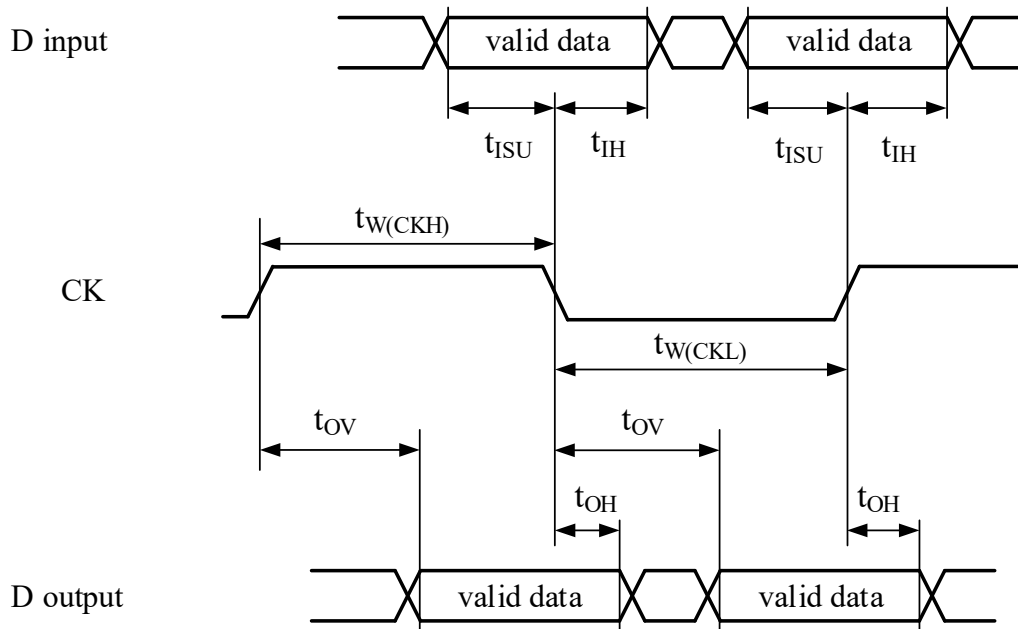 D input
valid data
valid data
tISU
tIH
tISU
tIH
tW(CKH)
CK
tW(CKL)
tOV
tOV
tOH
tOH
D output
valid data
valid data